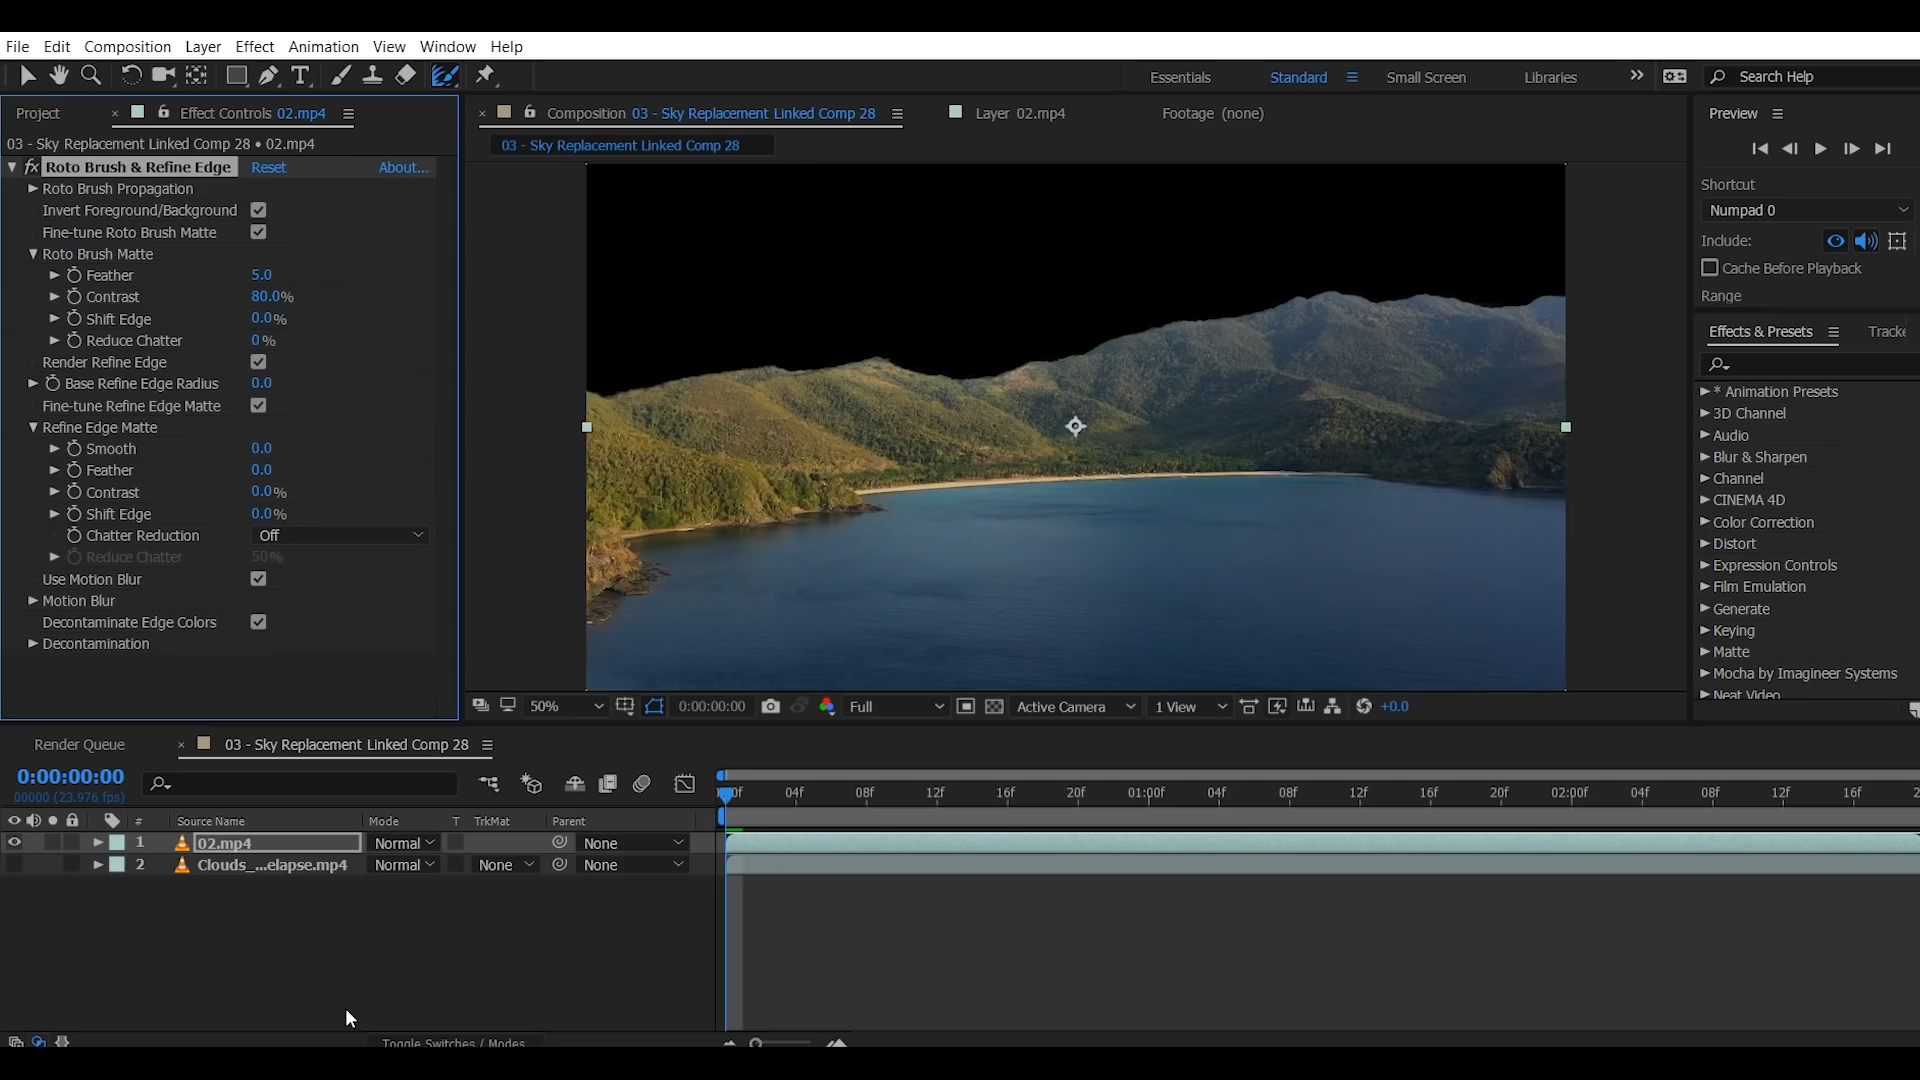 File Edit Composition Layer Effect Animation View Window Help
Essentials Standard Small Screen Libraries Search Help
Project Effect Controls 02.mp4
Composition 03 - Sky Replacement Linked Comp 28 Layer 02.mp4 Footage (none)
03 - Sky Replacement Linked Comp 28 • 02.mp4
03 - Sky Replacement Linked Comp 28
fx Roto Brush & Refine Edge Reset About...
Roto Brush Propagation
Invert Foreground/Background
Fine-tune Roto Brush Matte
Roto Brush Matte
Feather 5.0
Contrast 80.0%
Shift Edge 0.0%
Reduce Chatter 0%
Render Refine Edge
Base Refine Edge Radius 0.0
Fine-tune Refine Edge Matte
Refine Edge Matte
Smooth 0.0
Feather 0.0
Contrast 0.0%
Shift Edge 0.0%
Chatter Reduction Off
Reduce Chatter 50%
Use Motion Blur
Motion Blur
Decontaminate Edge Colors
Decontamination
50% 0:00:00:00 Full Active Camera 1 View +0.0
Preview
Shortcut
Numpad 0
Include:
Cache Before Playback
Range
Effects & Presets Tracke
* Animation Presets
3D Channel
Audio
Blur & Sharpen
Channel
CINEMA 4D
Color Correction
Distort
Expression Controls
Film Emulation
Generate
Keying
Matte
Mocha by Imagineer Systems
Neat Video
Render Queue 03 - Sky Replacement Linked Comp 28
0:00:00:00
00000 (23.976 fps)
04f 08f 12f 16f 20f 01:00f 04f 08f 12f 16f 20f 02:00f 04f 08f 12f 16f
# Source Name Mode T TrkMat Parent
1 02.mp4 Normal None
2 Clouds_...elapse.mp4 Normal None None
Toggle Switches / Modes